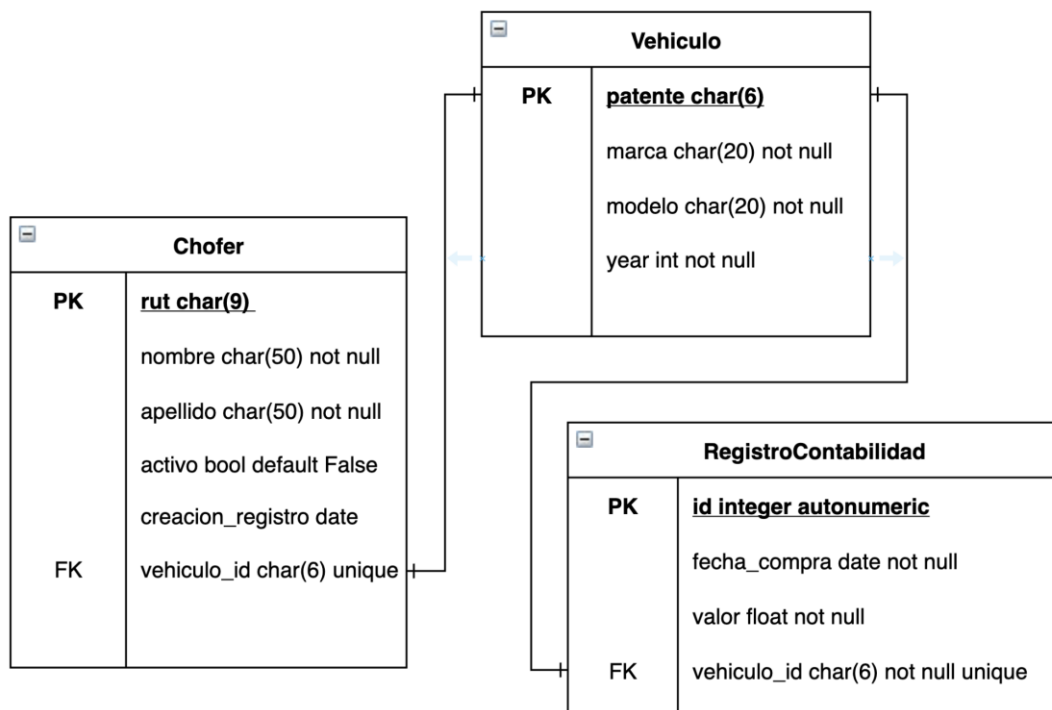 Vehiculo
PK patente char(6)
marca char(20) not null
modelo char(20) not null
year int not null
Chofer
PK rut char(9)
nombre char(50) not null
apellido char(50) not null
activo bool default False
creacion_registro date
FK vehiculo_id char(6) unique
RegistroContabilidad
PK id integer autonumeric
fecha_compra date not null
valor float not null
FK vehiculo_id char(6) not null unique